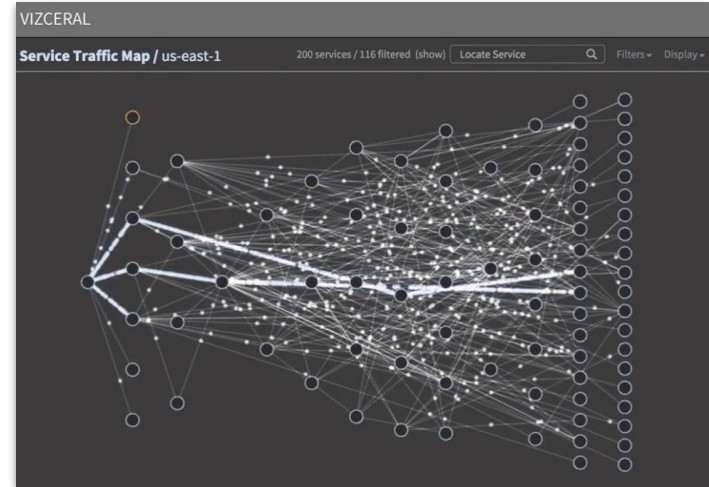 VIZCERAL
Service Traffic Map / us-east-1 200 services / 116 filtered (show) Locate Service Filters Display